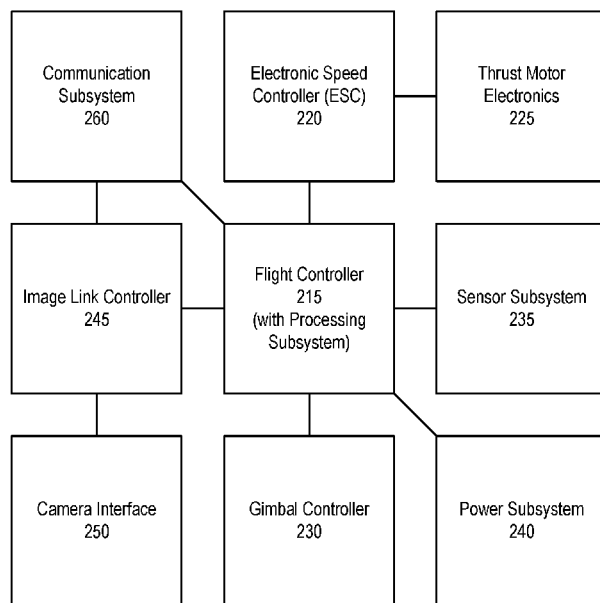 Communication
Subsystem
260
Electronic Speed
Controller (ESC)
220
Thrust Motor
Electronics
225
Image Link Controller
245
Flight Controller
215
(with Processing
Subsystem)
Sensor Subsystem
235
Camera Interface
250
Gimbal Controller
230
Power Subsystem
240